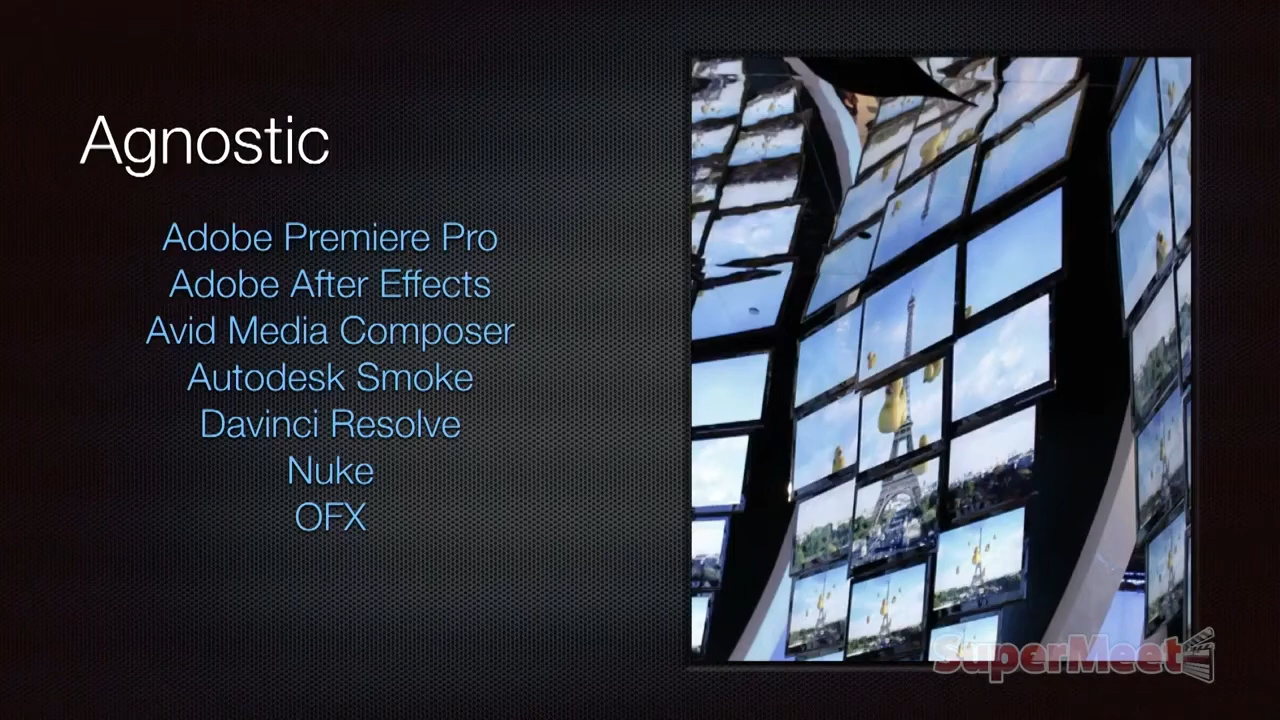 Agnostic
Adobe Premiere Pro
Adobe After Effects
Avid Media Composer
Autodesk Smoke
Davinci Resolve
Nuke
OFX
SuperMeet